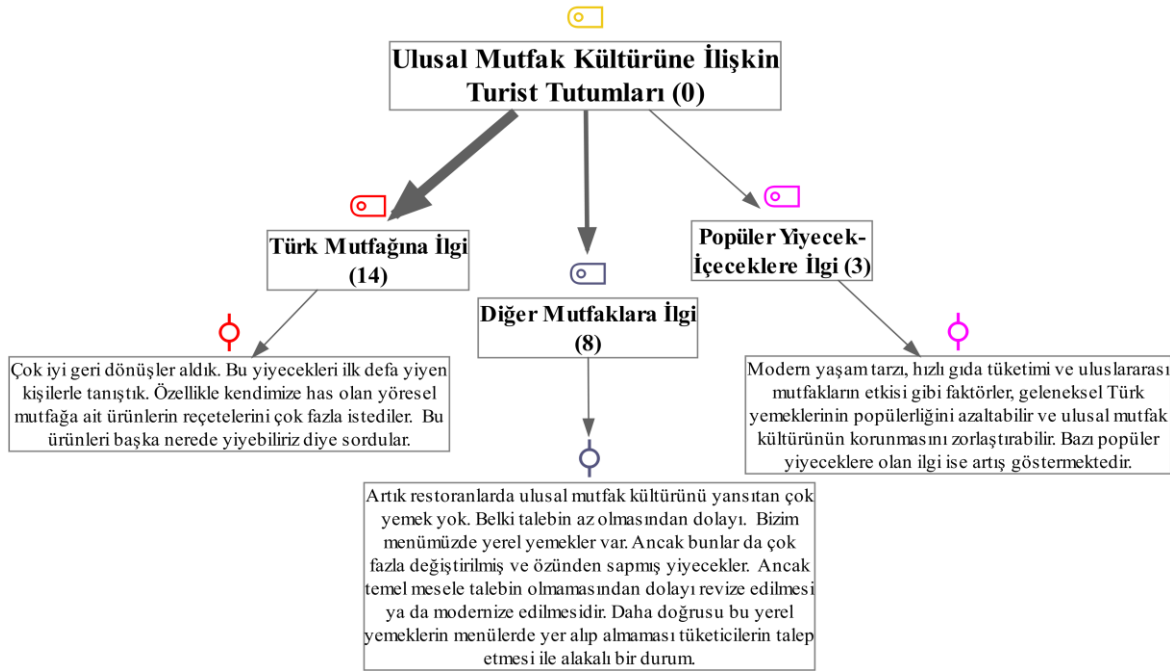 Ulusal Mutfak Kültürüne İlişkin
Turist Tutumları (0)
Türk Mutfağına İlgi
(14)
Diğer Mutfaklara İlgi
(8)
Popüler Yiyecek-
İçeceklere İlgi (3)
Çok iyi geri dönüşler aldık. Bu yiyecekleri ilk defa yiyen
kişilerle tanıştık. Özellikle kendimize has olan yöresel
mutfağa ait ürünlerin reçetelerini çok fazla istediler. Bu
ürünleri başka nerede yiyebiliriz diye sordular.
Artık restoranlarda ulusal mutfak kültürünü yansıtan çok
yemek yok. Belki talebin az olmasından dolayı. Bizim
menümüzde yerel yemekler var. Ancak bunlar da çok
fazla değiştirilmiş ve özünden sapmış yiyecekler. Ancak
temel mesele talebin olmamasından dolayı revize edilmesi
ya da modernize edilmesidir. Daha doğrusu bu yerel
yemeklerin menülerde yer alıp almaması tüketicilerin talep
etmesi ile alakalı bir durum.
Modern yaşam tarzı, hızlı gıda tüketimi ve uluslararası
mutfakların etkisi gibi faktörler, geleneksel Türk
yemeklerinin popülerliğini azaltabilir ve ulusal mutfak
kültürünün korunmasını zorlaştırabilir. Bazı popüler
yiyeceklere olan ilgi ise artış göstermektedir.